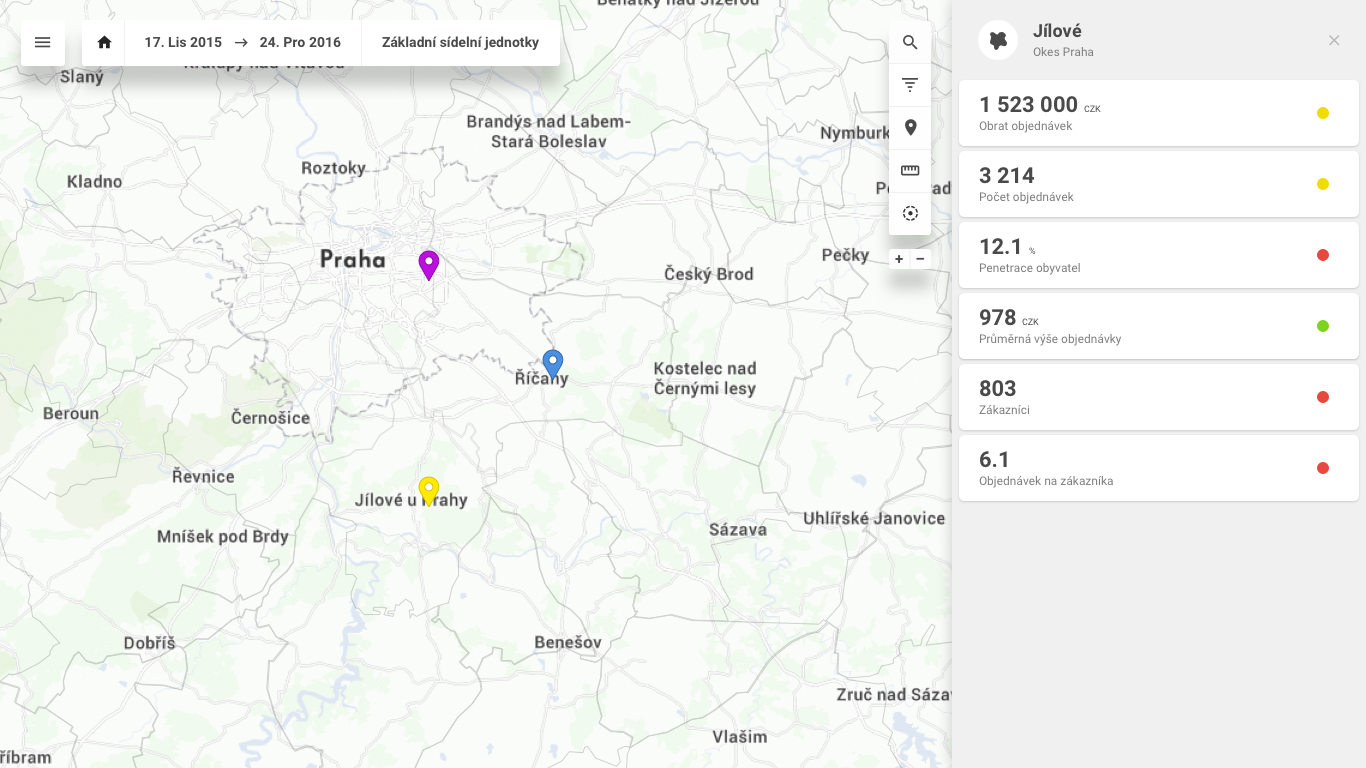 Benátky nad Jizerou
17. Lis 2015 → 24. Pro 2016
Základní sídelní jednotky
Kralupy nad Vltavou
Slaný
Brandýs nad Labem-
Stará Boleslav
Nymburk
Roztoky
Kladno
Praha
Pečky
Český Brod
Říčany
Kostelec nad
Černými lesy
Beroun
Černošice
Řevnice
Jílové u Prahy
Mníšek pod Brdy
Sázava
Uhlířské Janovice
Dobříš
Benešov
Zruč nad Sáza
Vlašim
říbram
+ −
Jílové
Okes Praha
1 523 000 CZK
Obrat objednávek
3 214
Počet objednávek
12.1 %
Penetrace obyvatel
978 CZK
Průměrná výše objednávky
803
Zákazníci
6.1
Objednávek na zákazníka